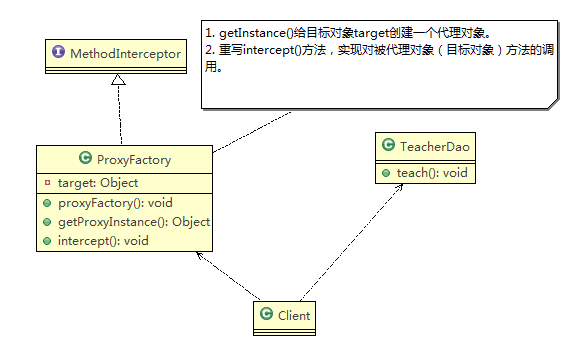 1. getInstance()给目标对象target创建一个代理对象。
2. 重写intercept()方法，实现对被代理对象（目标对象）方法的调
用。
I MethodInterceptor
C ProxyFactory
target: Object
proxyFactory(): void
getProxyInstance(): Object
intercept(): void
C TeacherDao
teach(): void
C Client